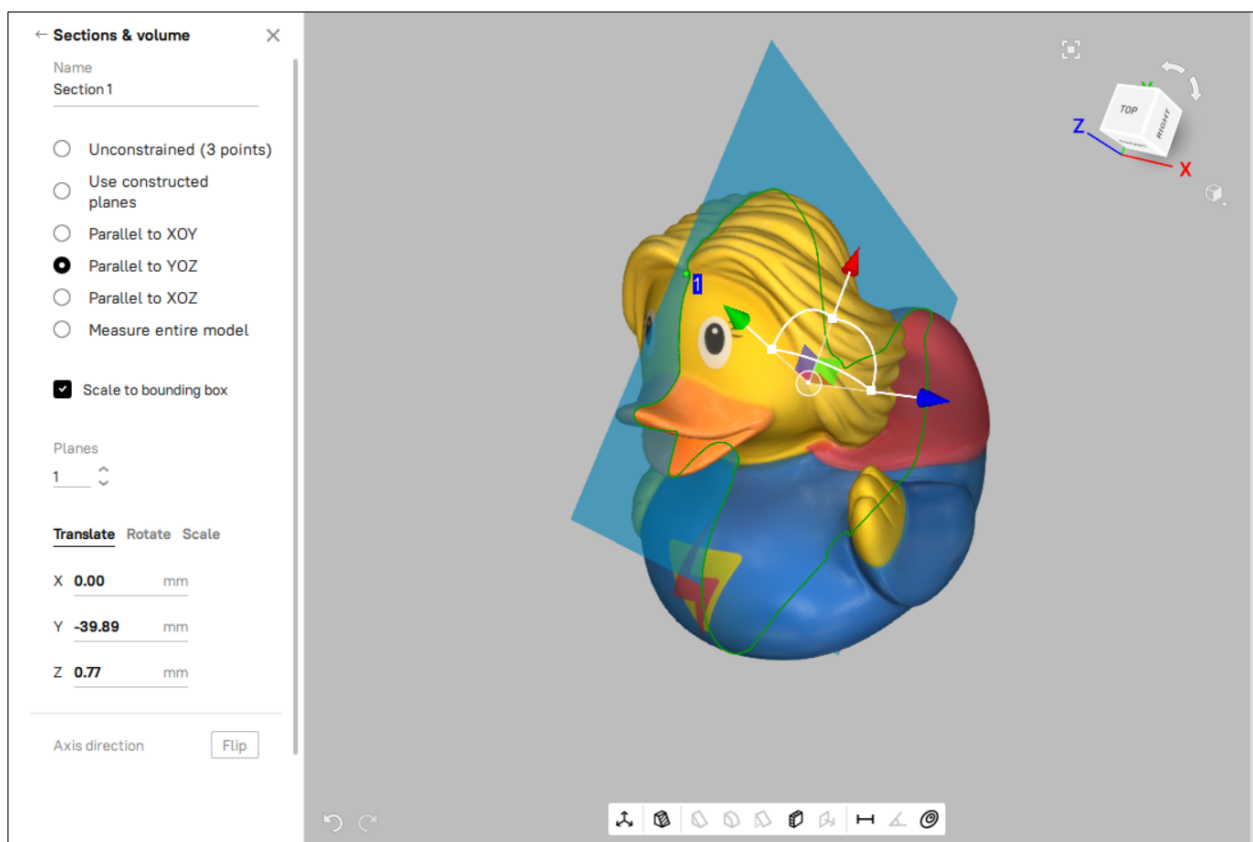 ← Sections & volume
Name
Section 1
Unconstrained (3 points)
Use constructed
planes
Parallel to XOY
Parallel to YOZ
Parallel to XOZ
Measure entire model
Scale to bounding box
Planes
1
Translate Rotate Scale
X 0.00 mm
Y -39.89 mm
Z 0.77 mm
Axis direction Flip
1
Y
TOP
RIGHT
Z
X